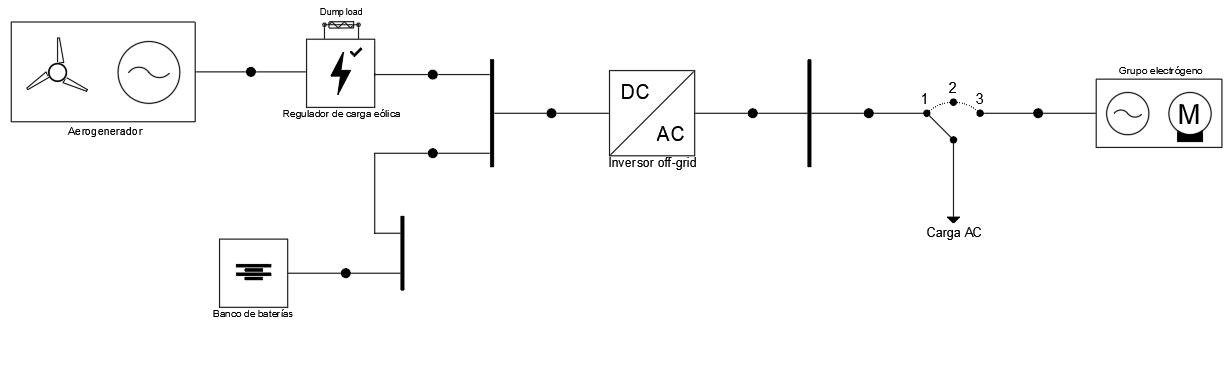 Dump load
Aerogenerador
Regulador de carga eólica
DC
AC
Inversor off-grid
1
2
3
Carga AC
Grupo electrógeno
M
Banco de baterías